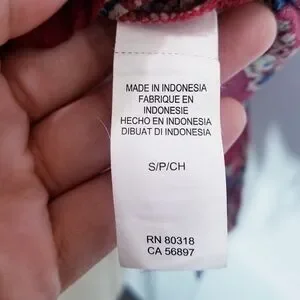 MADE IN INDONESIA
FABRIQUE EN
INDONESIE
HECHO EN INDONESIA
DIBUAT DI INDONESIA
S/P/CH
RN 80318
CA 56897